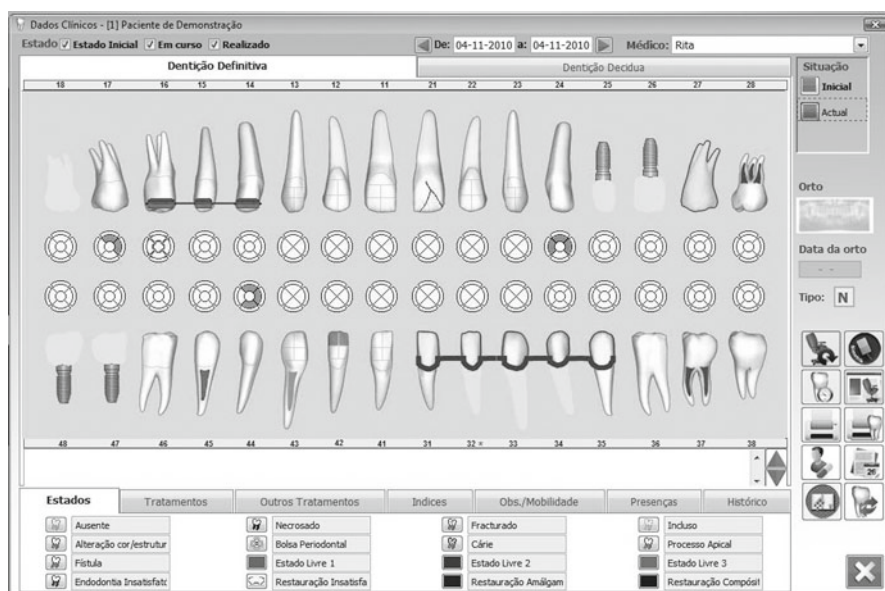 Dados Clínicos - [1] Paciente de Demonstração
Estado Estado Inicial Em curso Realizado De: 04-11-2010 a: 04-11-2010 Médico: Rita
Dentição Definitiva Dentição Decidua
18 17 16 15 14 13 12 11 21 22 23 24 25 26 27 28
48 47 46 45 44 43 42 41 31 32 × 33 34 35 36 37 38
Situação
Inicial
Actual
Orto
Data da orto
- -
Tipo: N
26
Estados Tratamentos Outros Tratamentos Indices Obs./Mobilidade Presenças Histórico
Ausente Necrosado Fracturado Incluso
Alteração cor/estrutur Bolsa Periodontal Cárie Processo Apical
Fístula Estado Livre 1 Estado Livre 2 Estado Livre 3
Endodontia Insatisfatc Restauração Insatisfa Restauração Amálgam Restauração Compósit